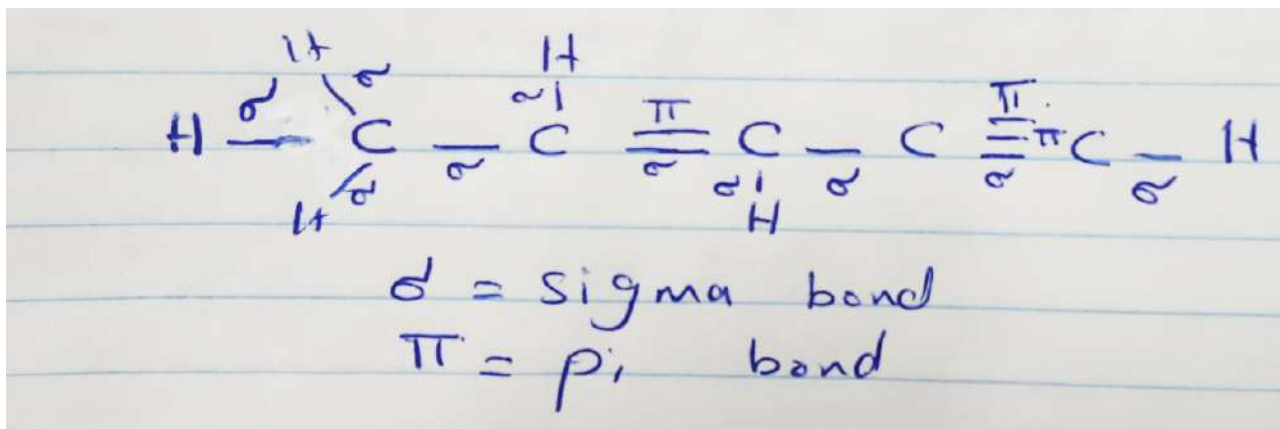 H H
σ σ σ π π
H — C — C = C — C ≡ π C — H
σ σ σ σ σ σ σ
H H
σ = sigma bond
π = pi bond